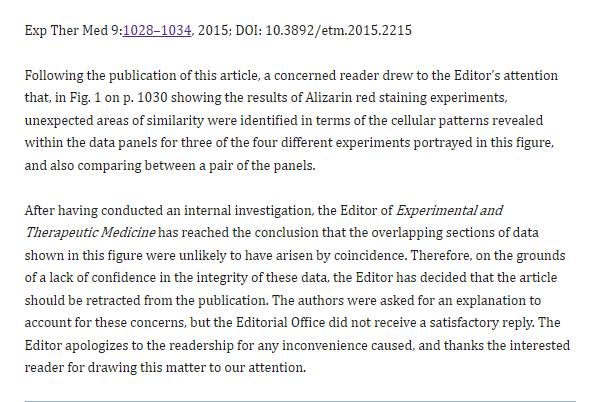 Exp Ther Med 9:1028–1034, 2015; DOI: 10.3892/etm.2015.2215
Following the publication of this article, a concerned reader drew to the Editor’s attention
that, in Fig. 1 on p. 1030 showing the results of Alizarin red staining experiments,
unexpected areas of similarity were identified in terms of the cellular patterns revealed
within the data panels for three of the four different experiments portrayed in this figure,
and also comparing between a pair of the panels.
After having conducted an internal investigation, the Editor of Experimental and
Therapeutic Medicine has reached the conclusion that the overlapping sections of data
shown in this figure were unlikely to have arisen by coincidence. Therefore, on the grounds
of a lack of confidence in the integrity of these data, the Editor has decided that the article
should be retracted from the publication. The authors were asked for an explanation to
account for these concerns, but the Editorial Office did not receive a satisfactory reply. The
Editor apologizes to the readership for any inconvenience caused, and thanks the interested
reader for drawing this matter to our attention.